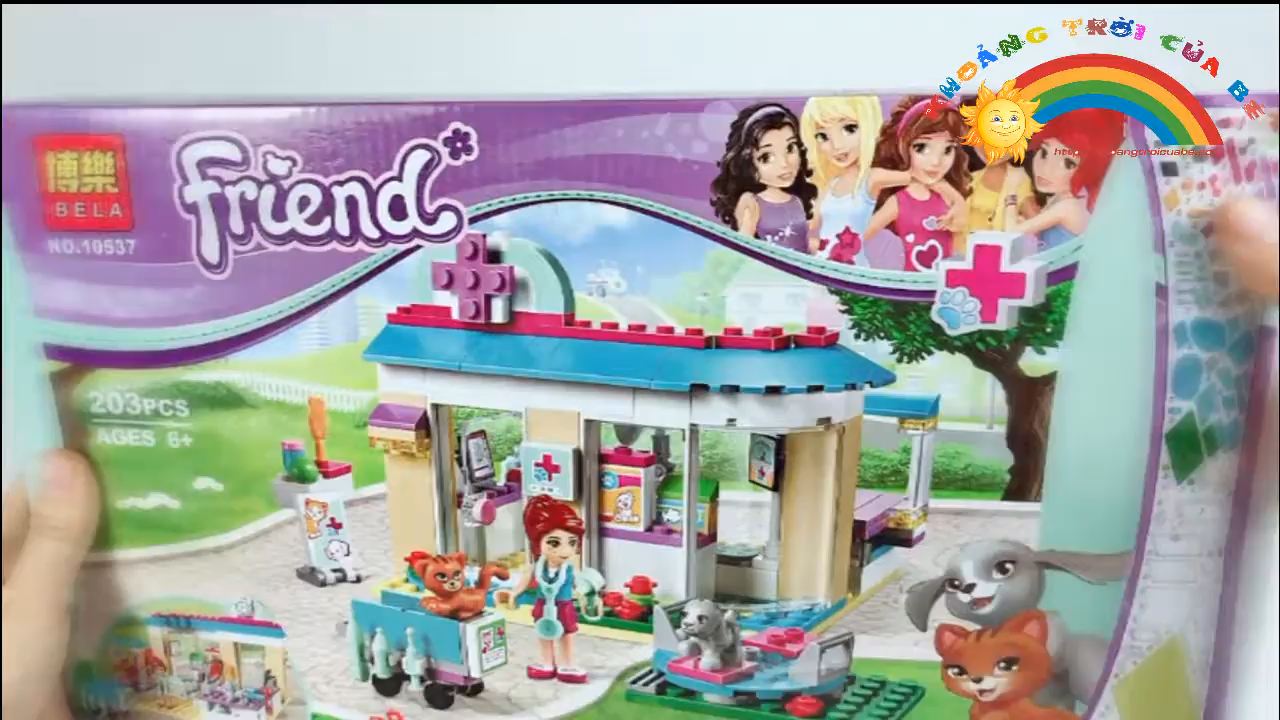 KHOẢNG TRỜI CỦA BÉ
博樂
BELA
NO.10537
friend
203PCS
AGES 6+